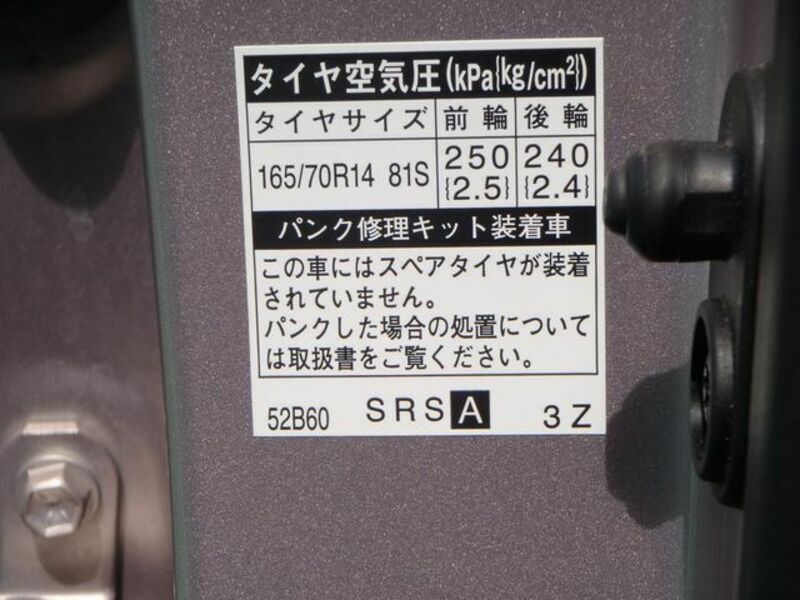 タイヤ空気圧(kPa{kg/cm²})
タイヤサイズ 前輪 後輪
165/70R14 81S 250 240
{2.5} {2.4}
パンク修理キット装着車
この車にはスペアタイヤが装着
されていません。
パンクした場合の処置について
は取扱書をご覧ください。
52B60 SRS A 3Z